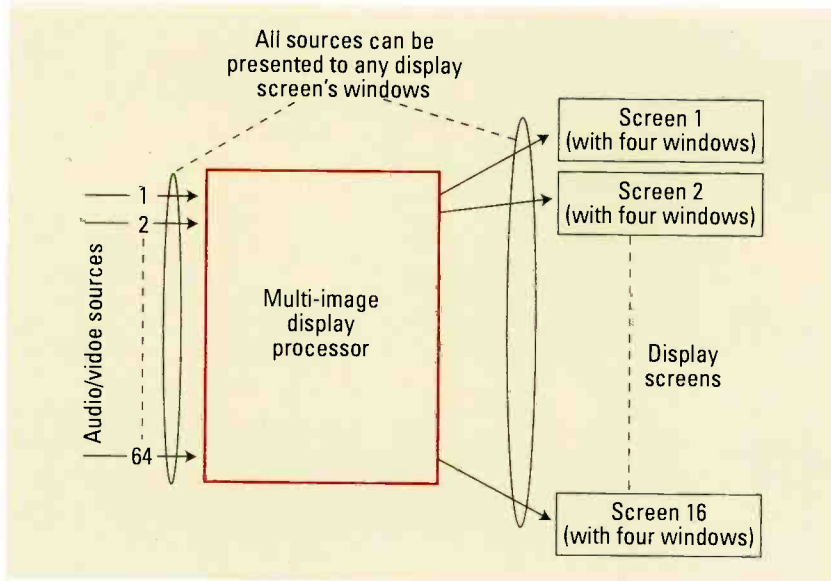 All sources can be
presented to any display
screen's windows
Audio/vidoe sources
1
2
64
Multi-image
display
processor
Screen 1
(with four windows)
Screen 2
(with four windows)
Display
screens
Screen 16
(with four windows)